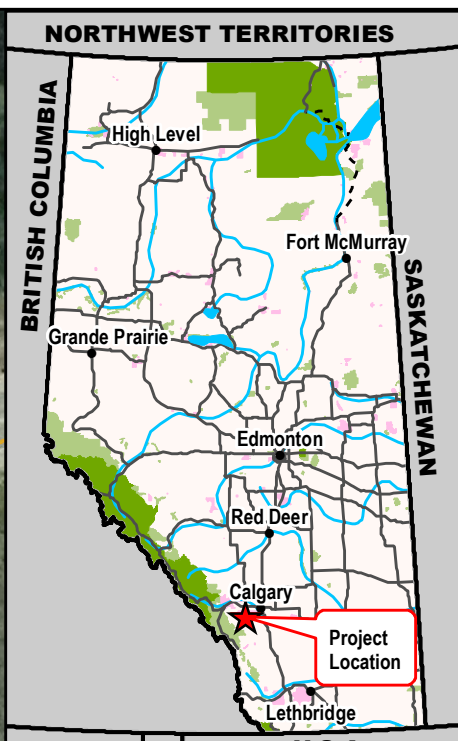 NORTHWEST TERRITORIES
BRITISH COLUMBIA
High Level
Fort McMurray
SASKATCHEWAN
Grande Prairie
Edmonton
Red Deer
Calgary
Project
Location
Lethbridge